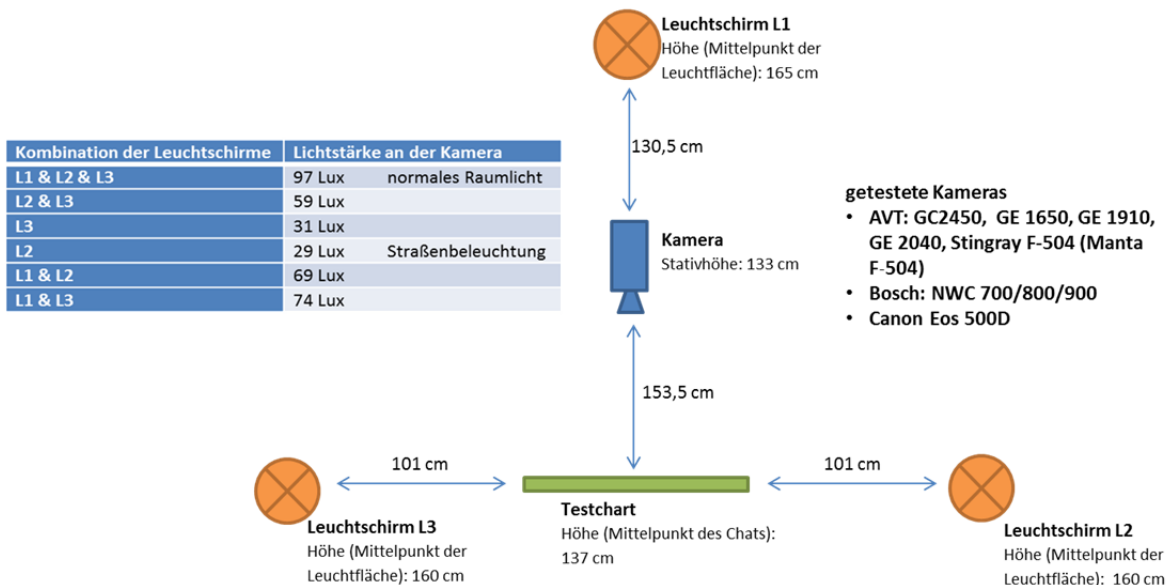 Leuchtschirm L1
Höhe (Mittelpunkt der
Leuchtfläche): 165 cm
130,5 cm
Kombination der Leuchtschirme Lichtstärke an der Kamera
L1 & L2 & L3 97 Lux normales Raumlicht
L2 & L3 59 Lux
L3 31 Lux
L2 29 Lux Straßenbeleuchtung
L1 & L2 69 Lux
L1 & L3 74 Lux
Kamera
Stativhöhe: 133 cm
getestete Kameras
• AVT: GC2450, GE 1650, GE 1910,
GE 2040, Stingray F-504 (Manta
F-504)
• Bosch: NWC 700/800/900
• Canon Eos 500D
153,5 cm
101 cm
101 cm
Leuchtschirm L3
Höhe (Mittelpunkt der
Leuchtfläche): 160 cm
Testchart
Höhe (Mittelpunkt des Chats):
137 cm
Leuchtschirm L2
Höhe (Mittelpunkt der
Leuchtfläche): 160 cm